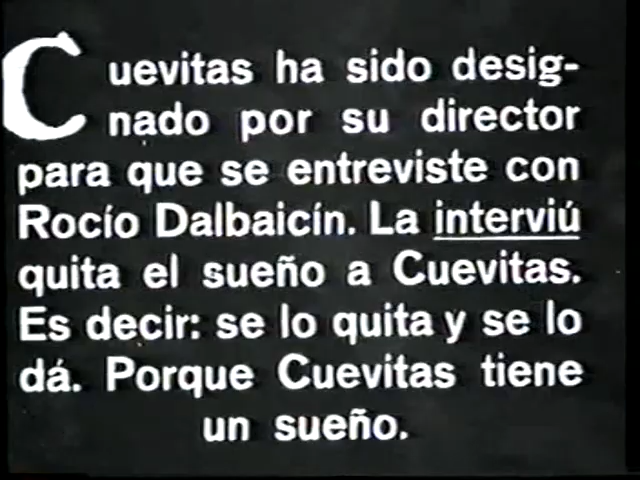 Cuevitas ha sido desig-
nado por su director
para que se entreviste con
Rocío Dalbaicín. La interviú
quita el sueño a Cuevitas.
Es decir: se lo quita y se lo
dá. Porque Cuevitas tiene
un sueño.